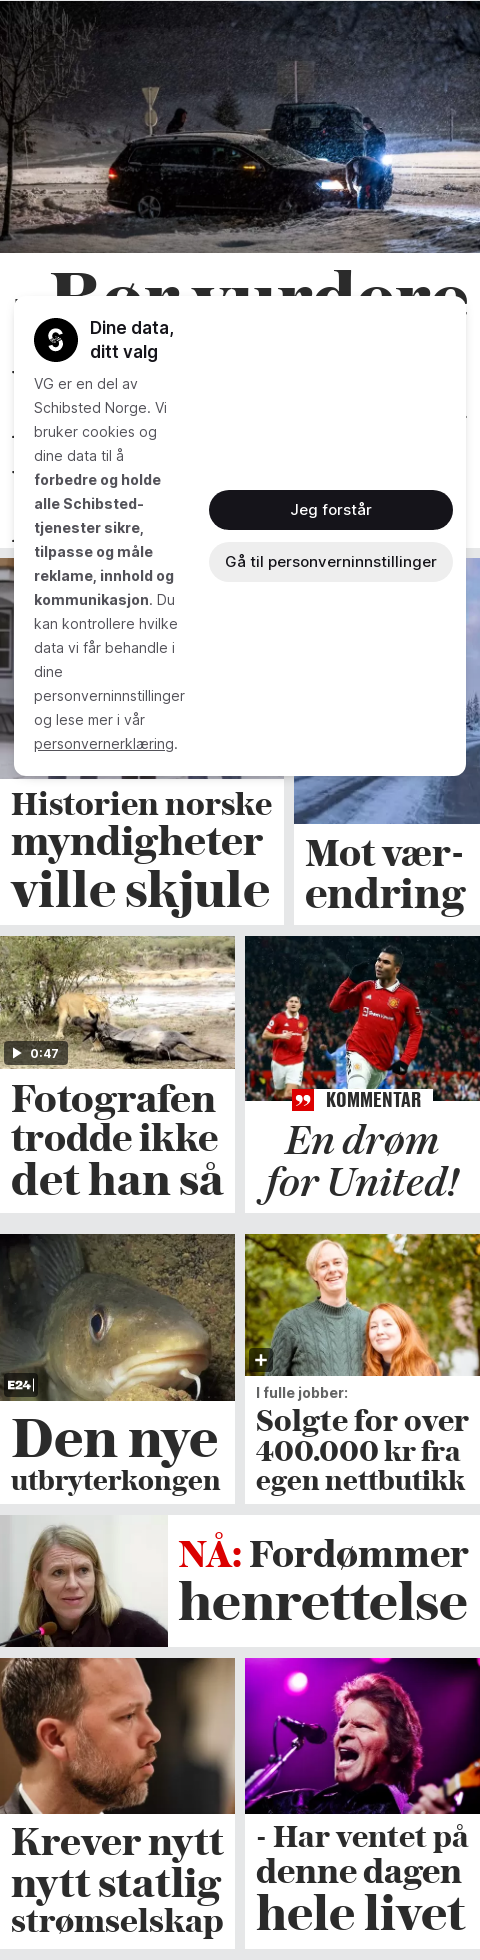 Bør vurdere
Dine data,
ditt valg
VG er en del av
Schibsted Norge. Vi
bruker cookies og
dine data til å
forbedre og holde
alle Schibsted-
tjenester sikre,
tilpasse og måle
reklame, innhold og
kommunikasjon. Du
kan kontrollere hvilke
data vi får behandle i
dine
personverninnstillinger
og lese mer i vår
personvernerklæring.
Jeg forstår
Gå til personverninnstillinger
Historien norske
myndigheter
ville skjule
Mot vær-
endring
0:47
Fotografen
trodde ikke
det han så
KOMMENTAR
En drøm
for United!
E24
Den nye
utbryterkongen
I fulle jobber:
Solgte for over
400.000 kr fra
egen nettbutikk
NÅ: Fordømmer
henrettelse
Krever nytt
nytt statlig
strømselskap
- Har ventet på
denne dagen
hele livet